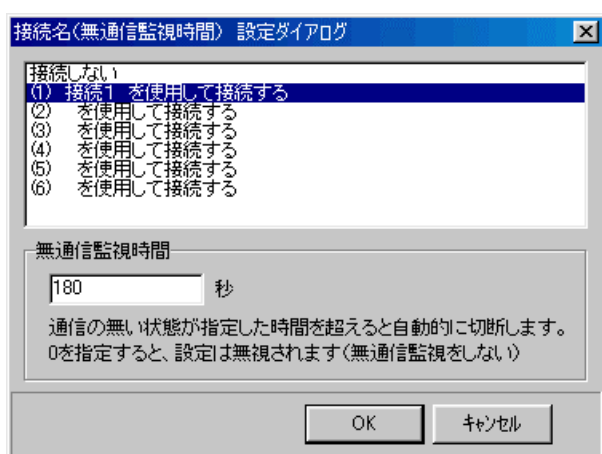 接続名(無通信監視時間) 設定ダイアログ
接続しない
(1) 接続1 を使用して接続する
(2) を使用して接続する
(3) を使用して接続する
(4) を使用して接続する
(5) を使用して接続する
(6) を使用して接続する
無通信監視時間
180 秒
通信の無い状態が指定した時間を超えると自動的に切断します。
0を指定すると、設定は無視されます(無通信監視をしない)
OK キャンセル